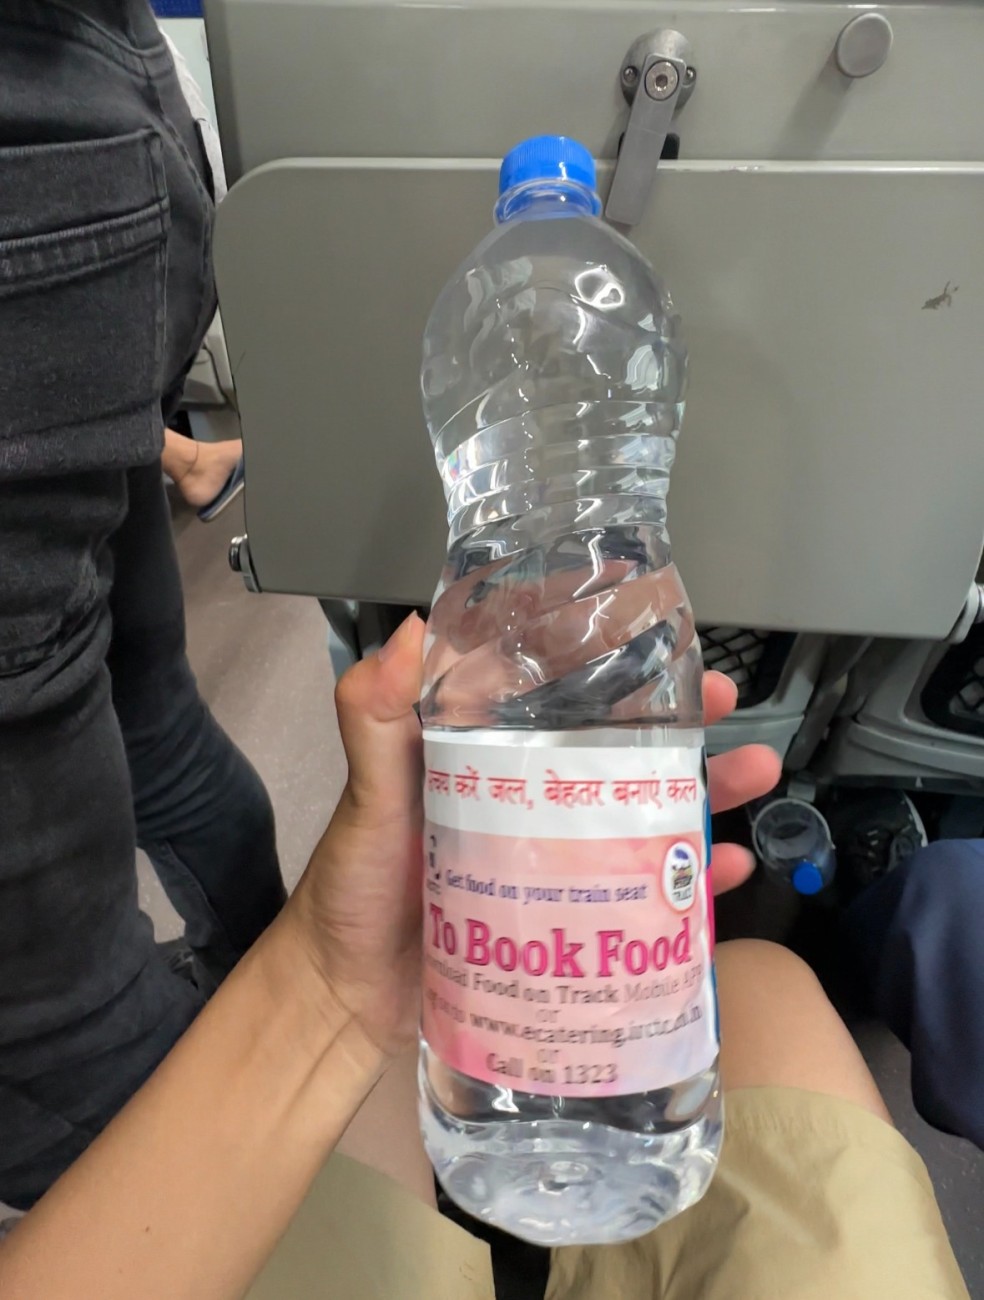 करें जल, बेहतर बनाएं कल
Get food on your train seat
To Book Food
Food on Track Mobile
or
www.ecatering.irctc.co.in
or
Call on 1323